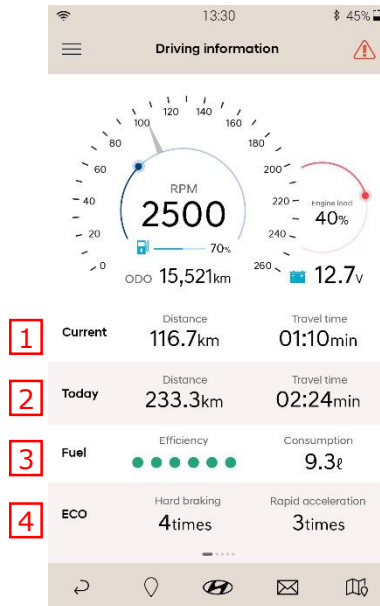 13:30 45%
Driving information
0 20 40 60 80 100 120 140 160 180 200 220 240 260
RPM
2500
70%
ODO 15,521km
Engine load
40%
12.7v
1 Current Distance 116.7km Travel time 01:10min
2 Today Distance 233.3km Travel time 02:24min
3 Fuel Efficiency Consumption 9.3ℓ
4 ECO Hard braking 4times Rapid acceleration 3times